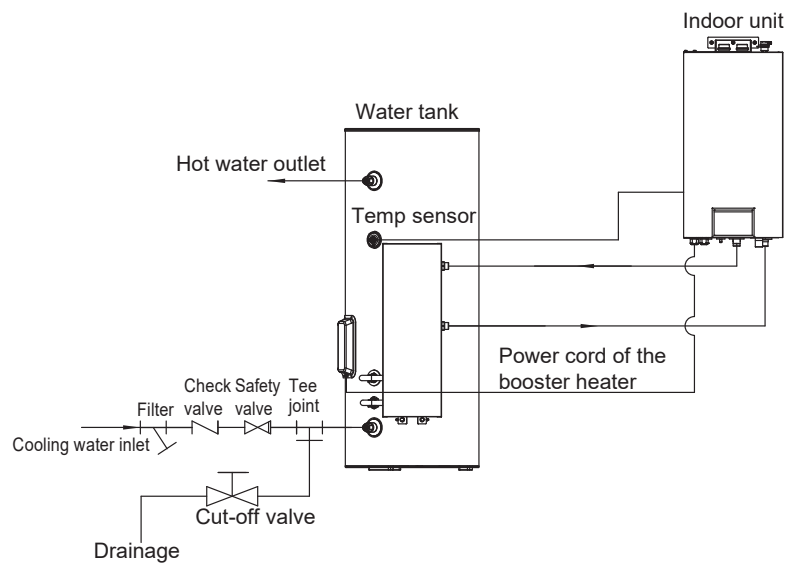 Indoor unit
Water tank
Hot water outlet
Temp sensor
Power cord of the
booster heater
Check Safety Tee
Filter valve valve joint
Cooling water inlet
Cut-off valve
Drainage